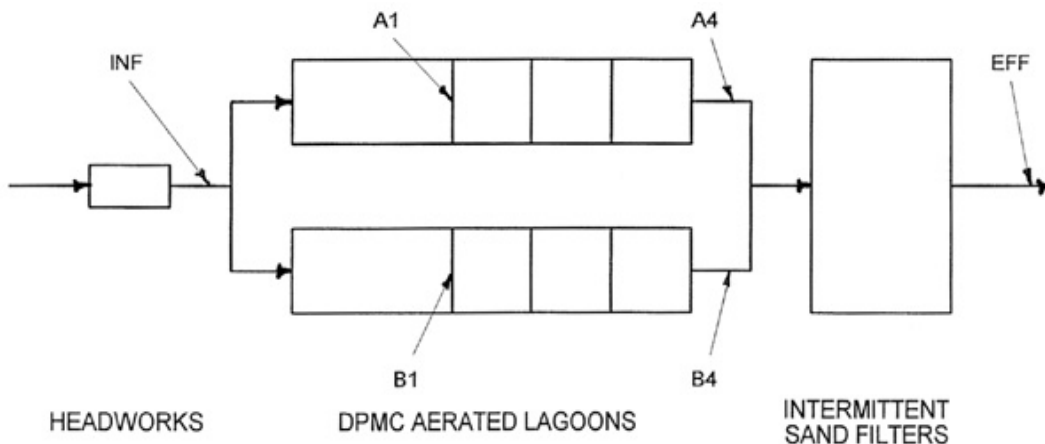 A1
A4
INF
EFF
B1
B4
HEADWORKS
DPMC AERATED LAGOONS
INTERMITTENT
SAND FILTERS